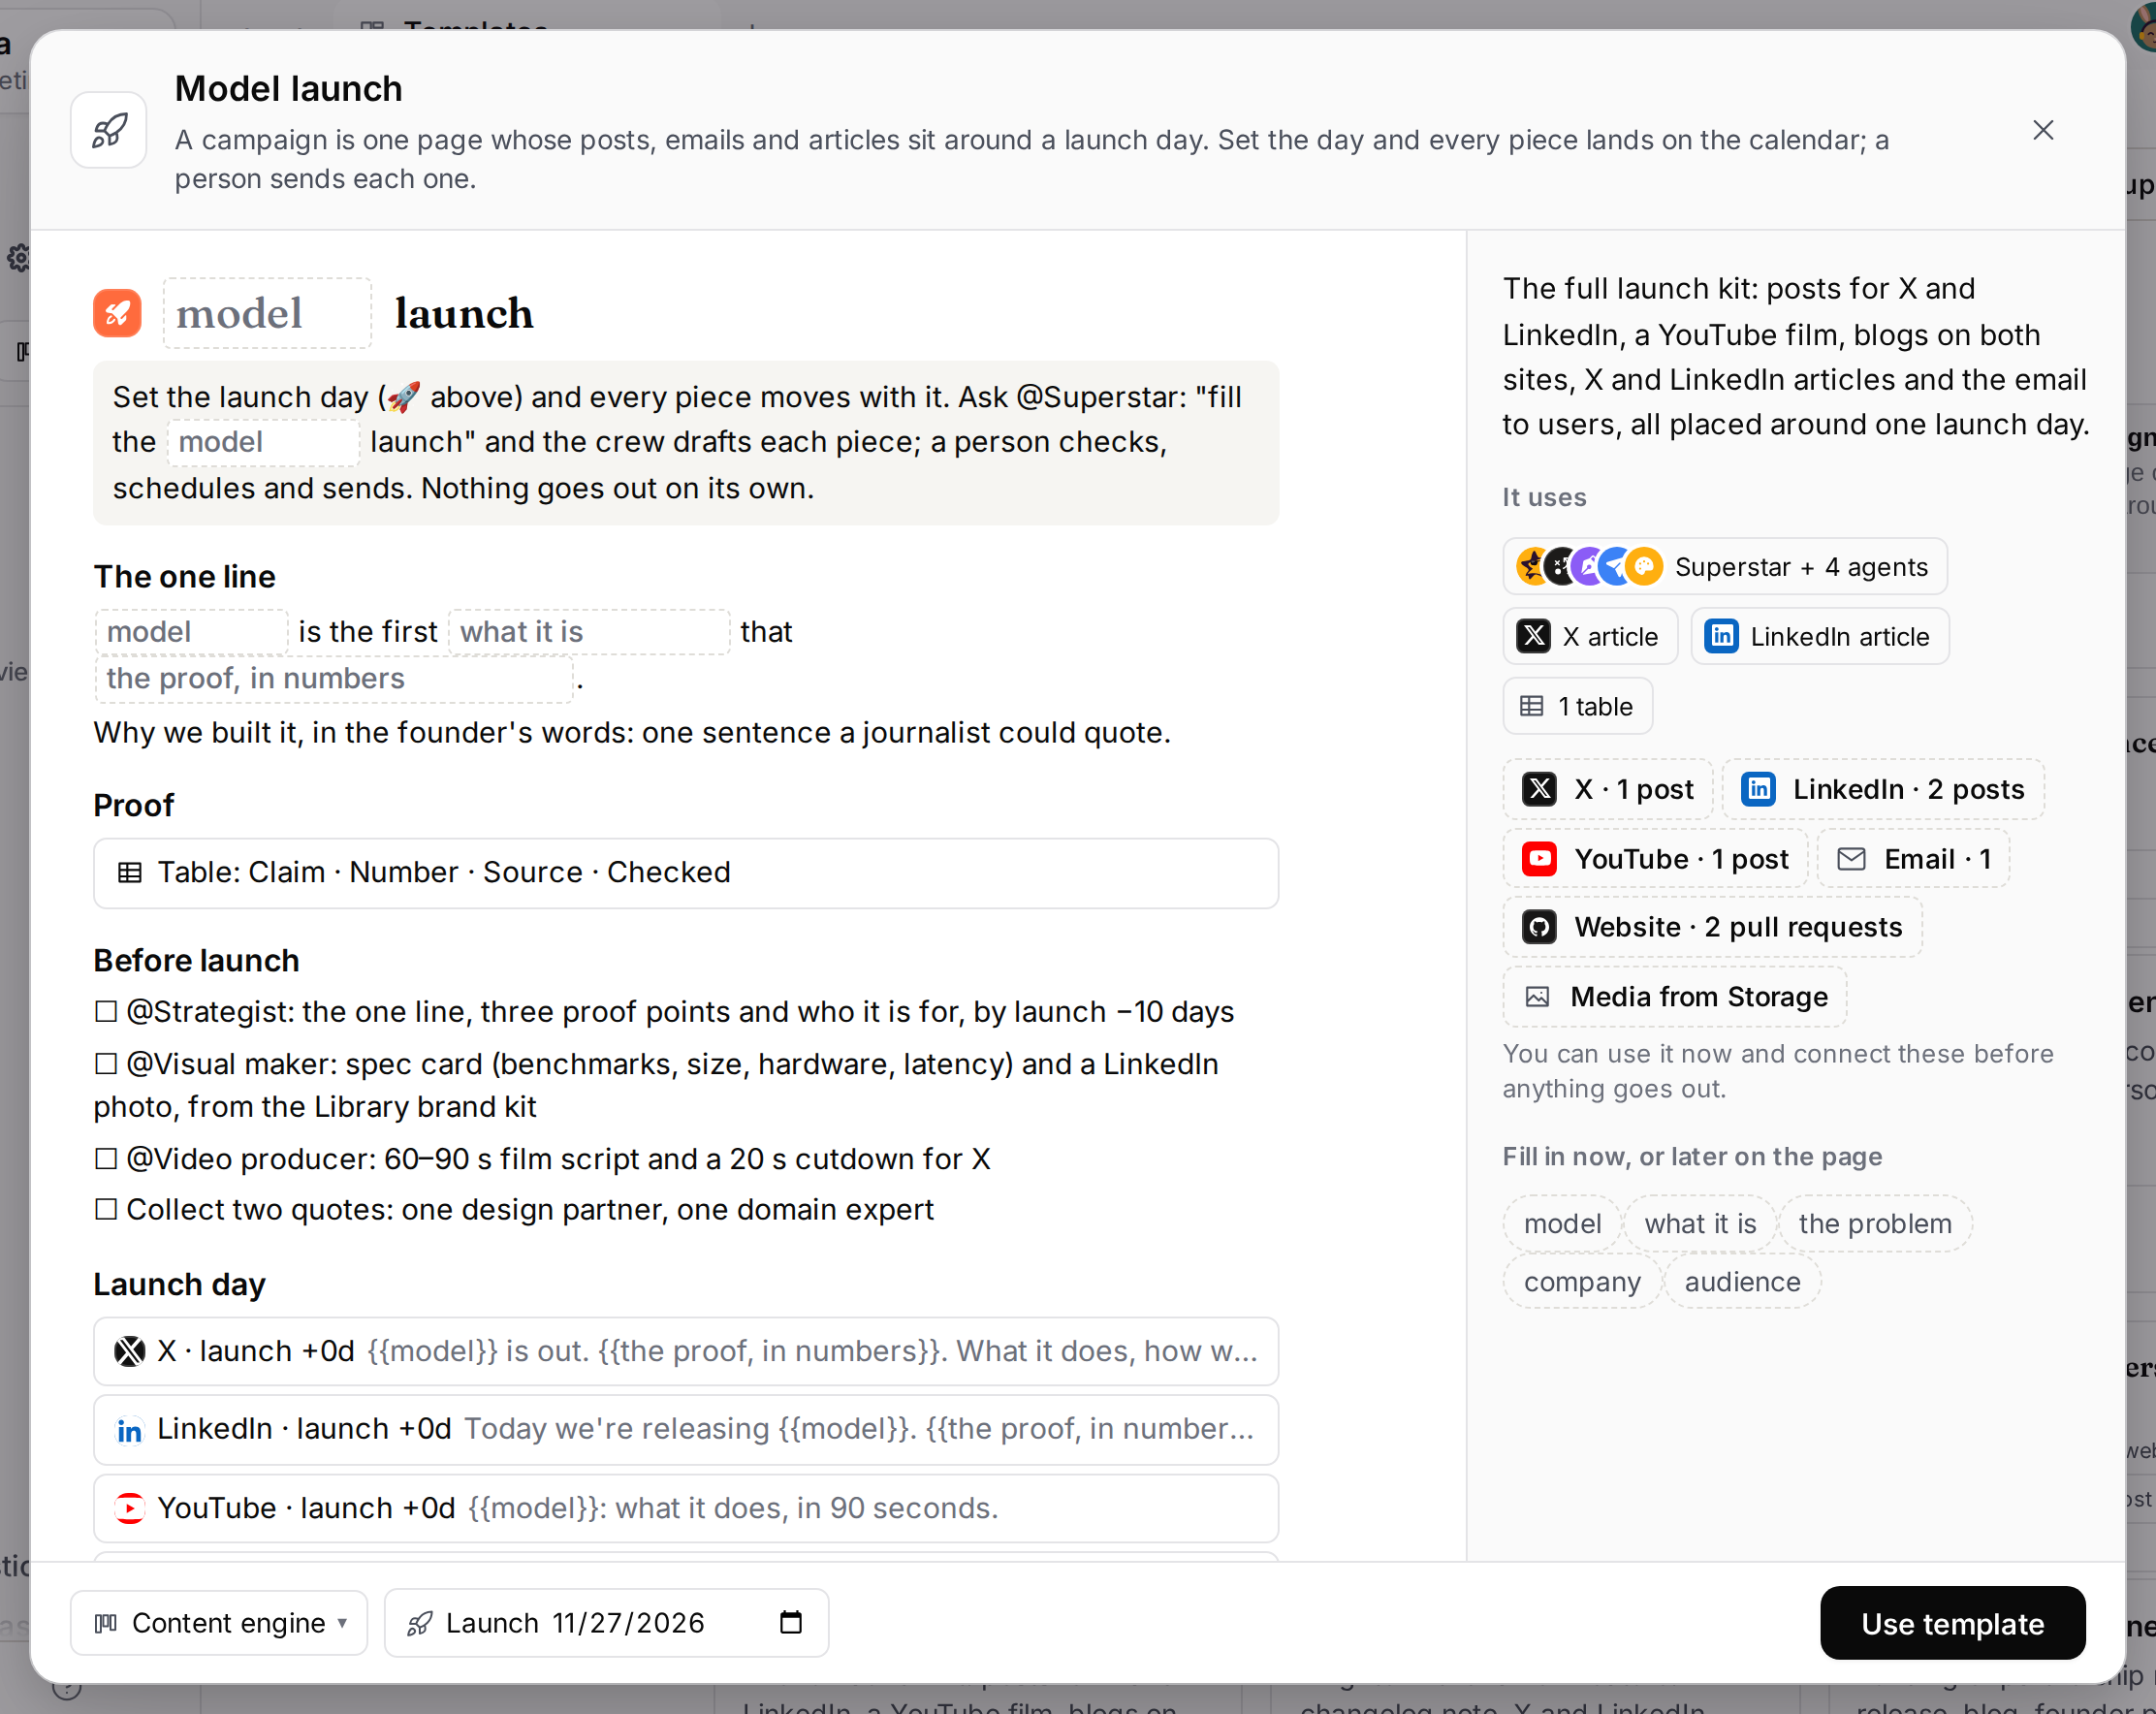 Model launch
A campaign is one page whose posts, emails and articles sit around a launch day. Set the day and every piece lands on the calendar; a
person sends each one.
model launch
Set the launch day (🚀 above) and every piece moves with it. Ask @Superstar: "fill
the model launch" and the crew drafts each piece; a person checks,
schedules and sends. Nothing goes out on its own.
The one line
model is the first what it is that
the proof, in numbers.
Why we built it, in the founder's words: one sentence a journalist could quote.
Proof
Table: Claim · Number · Source · Checked
Before launch
☐ @Strategist: the one line, three proof points and who it is for, by launch −10 days
☐ @Visual maker: spec card (benchmarks, size, hardware, latency) and a LinkedIn
photo, from the Library brand kit
☐ @Video producer: 60–90 s film script and a 20 s cutdown for X
☐ Collect two quotes: one design partner, one domain expert
Launch day
X · launch +0d {{model}} is out. {{the proof, in numbers}}. What it does, how w...
LinkedIn · launch +0d Today we're releasing {{model}}. {{the proof, in number...
YouTube · launch +0d {{model}}: what it does, in 90 seconds.
The full launch kit: posts for X and
LinkedIn, a YouTube film, blogs on both
sites, X and LinkedIn articles and the email
to users, all placed around one launch day.
It uses
Superstar + 4 agents
X article
LinkedIn article
1 table
X · 1 post
LinkedIn · 2 posts
YouTube · 1 post
Email · 1
Website · 2 pull requests
Media from Storage
You can use it now and connect these before
anything goes out.
Fill in now, or later on the page
model
what it is
the problem
company
audience
Content engine
Launch 11/27/2026
Use template